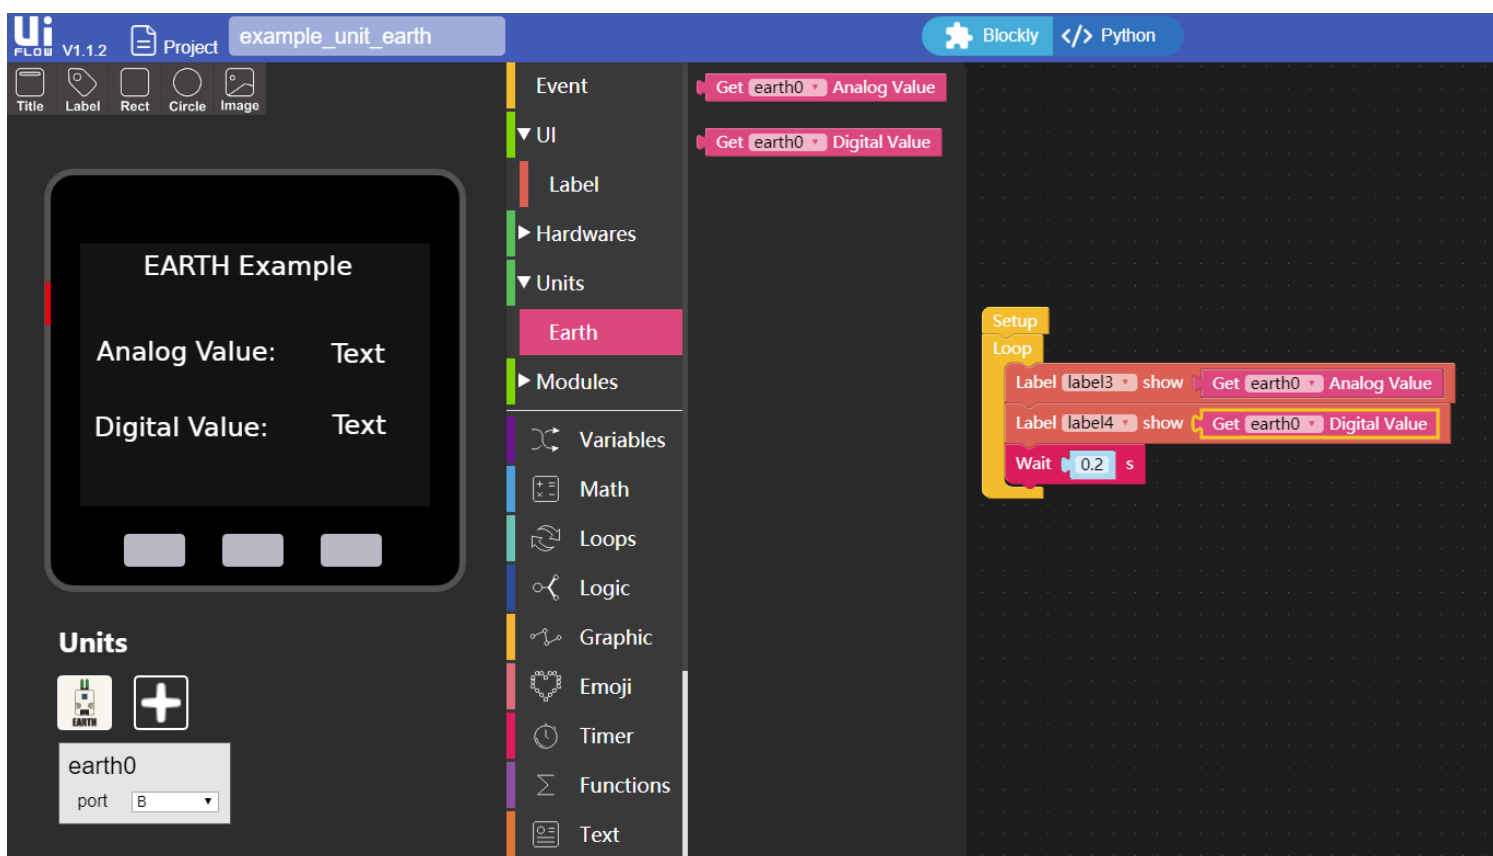 Ui
FLOW V1.1.2 Project example_unit_earth Blockly </> Python
Title Label Rect Circle Image
EARTH Example
Analog Value: Text
Digital Value: Text
Units
EARTH
earth0
port B
Event
UI
Label
Hardwares
Units
Earth
Modules
Variables
Math
Loops
Logic
Graphic
Emoji
Timer
Functions
Text
Get earth0 Analog Value
Get earth0 Digital Value
Setup
Loop
Label label3 show Get earth0 Analog Value
Label label4 show Get earth0 Digital Value
Wait 0.2 s